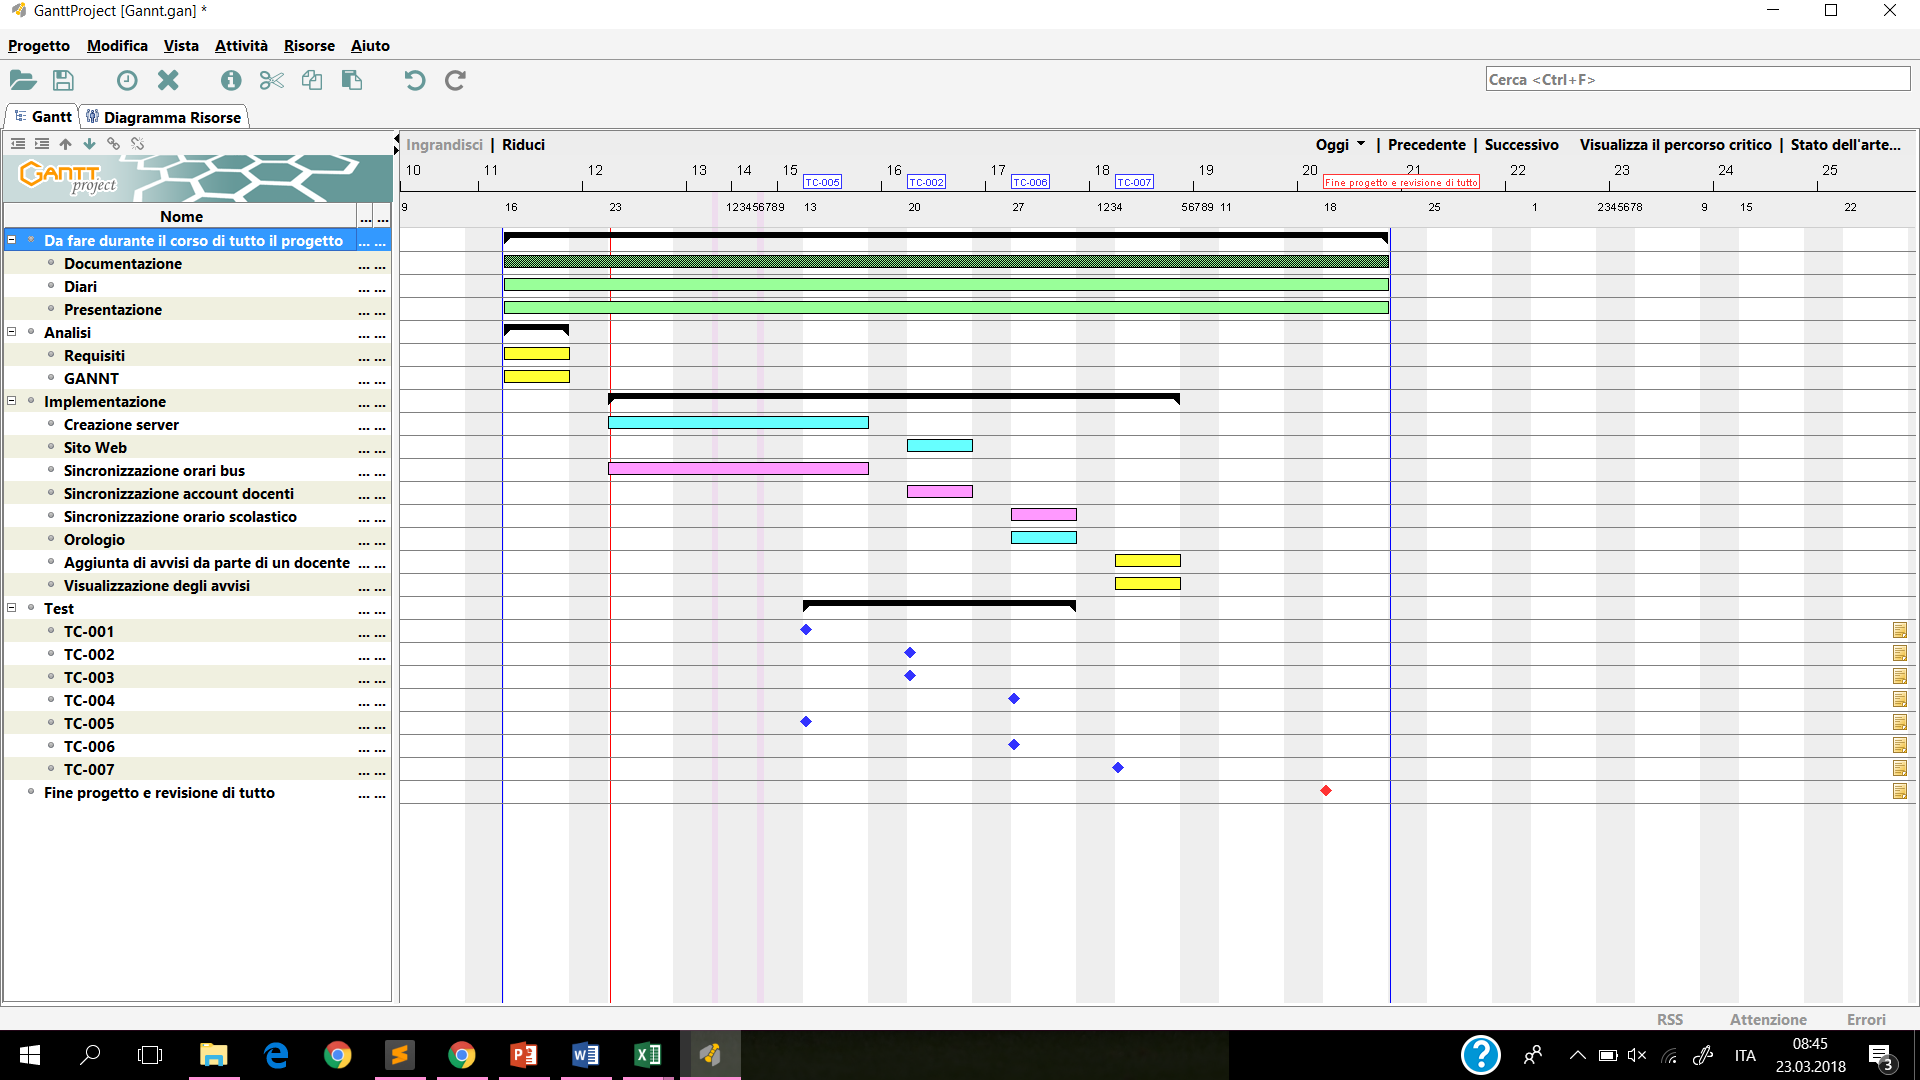 GanttProject [Gannt.gan] *
Progetto Modifica Vista Attività Risorse Aiuto
Cerca <Ctrl+F>
Gantt Diagramma Risorse
Ingrandisci | Riduci Oggi | Precedente | Successivo Visualizza il percorso critico | Stato dell'arte...
GANTT project
10 11 12 13 14 15 16 17 18 19 20 21 22 23 24 25
TC-005 TC-002 TC-006 TC-007 Fine progetto e revisione di tutto
9 16 23 123456789 13 20 27 1234 56789 11 18 25 1 2345678 9 15 22
Nome ... ...
Da fare durante il corso di tutto il progetto ... ...
Documentazione ... ...
Diari ... ...
Presentazione ... ...
Analisi ... ...
Requisiti ... ...
GANNT ... ...
Implementazione ... ...
Creazione server ... ...
Sito Web ... ...
Sincronizzazione orari bus ... ...
Sincronizzazione account docenti ... ...
Sincronizzazione orario scolastico ... ...
Orologio ... ...
Aggiunta di avvisi da parte di un docente ... ...
Visualizzazione degli avvisi ... ...
Test ... ...
TC-001 ... ...
TC-002 ... ...
TC-003 ... ...
TC-004 ... ...
TC-005 ... ...
TC-006 ... ...
TC-007 ... ...
Fine progetto e revisione di tutto ... ...
RSS Attenzione Errori
ITA
08:45
23.03.2018
3